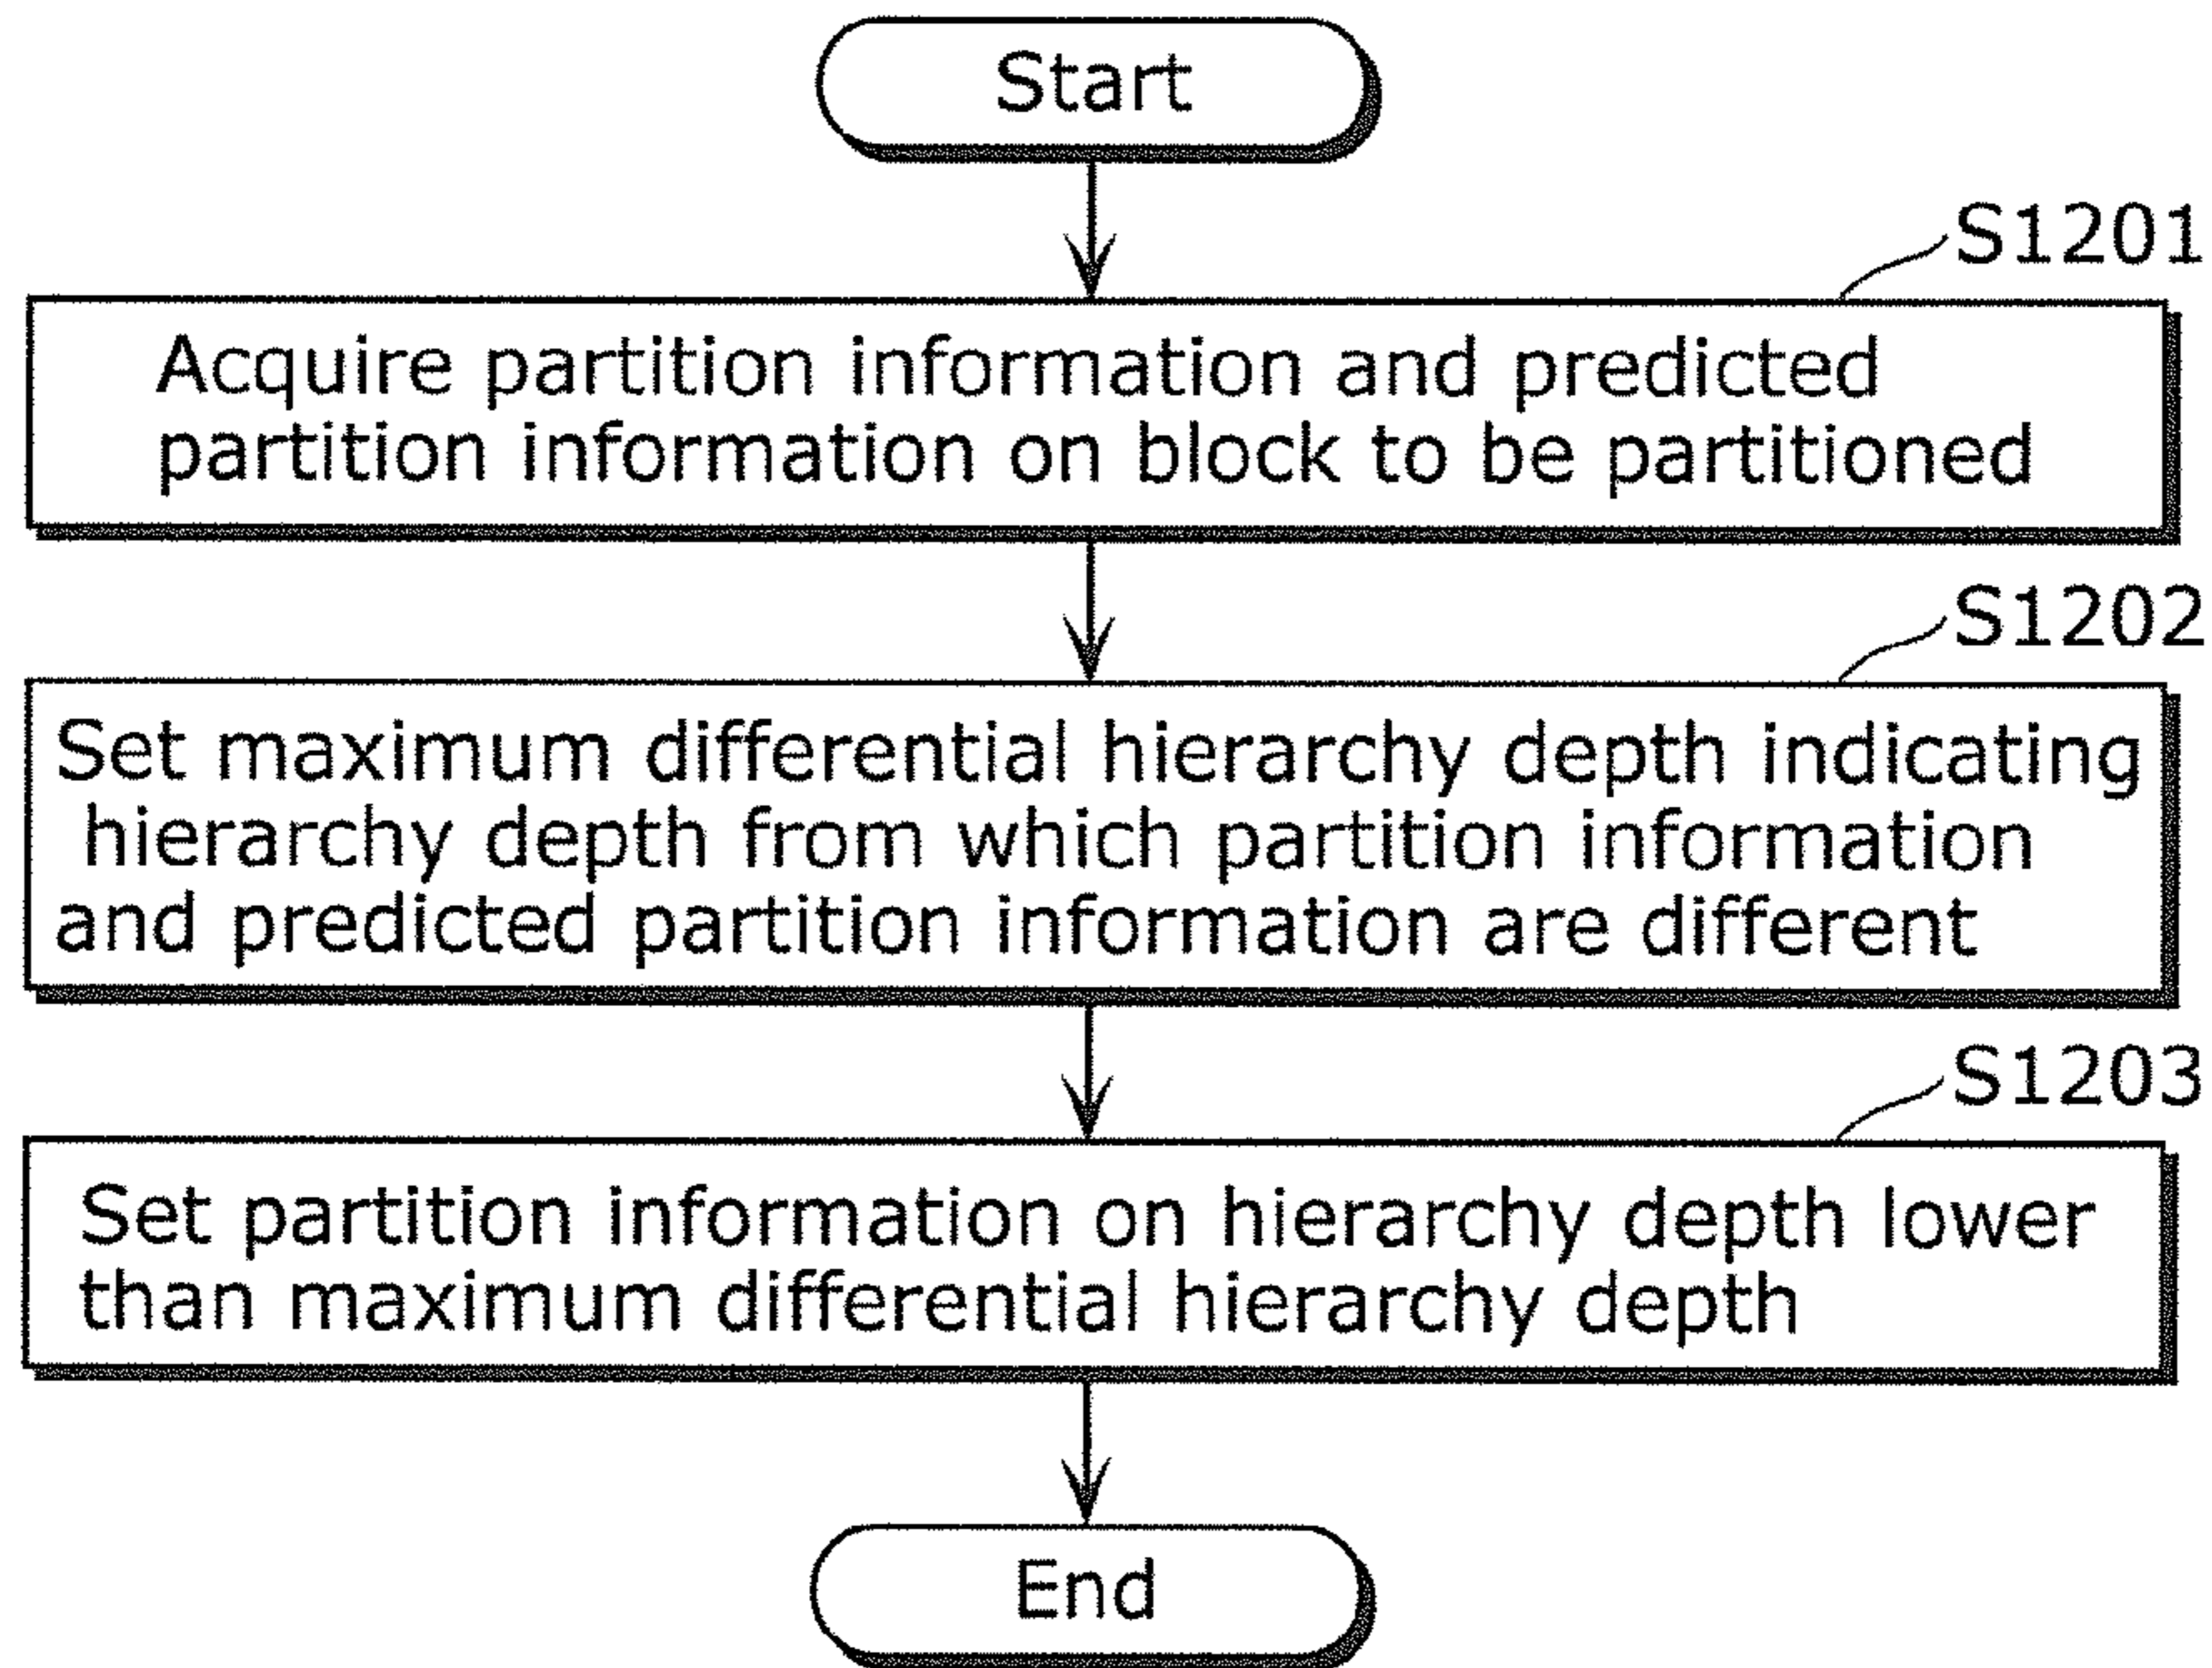 Start
S1201
Acquire partition information and predicted
partition information on block to be partitioned
S1202
Set maximum differential hierarchy depth indicating
hierarchy depth from which partition information
and predicted partition information are different
S1203
Set partition information on hierarchy depth lower
than maximum differential hierarchy depth
End